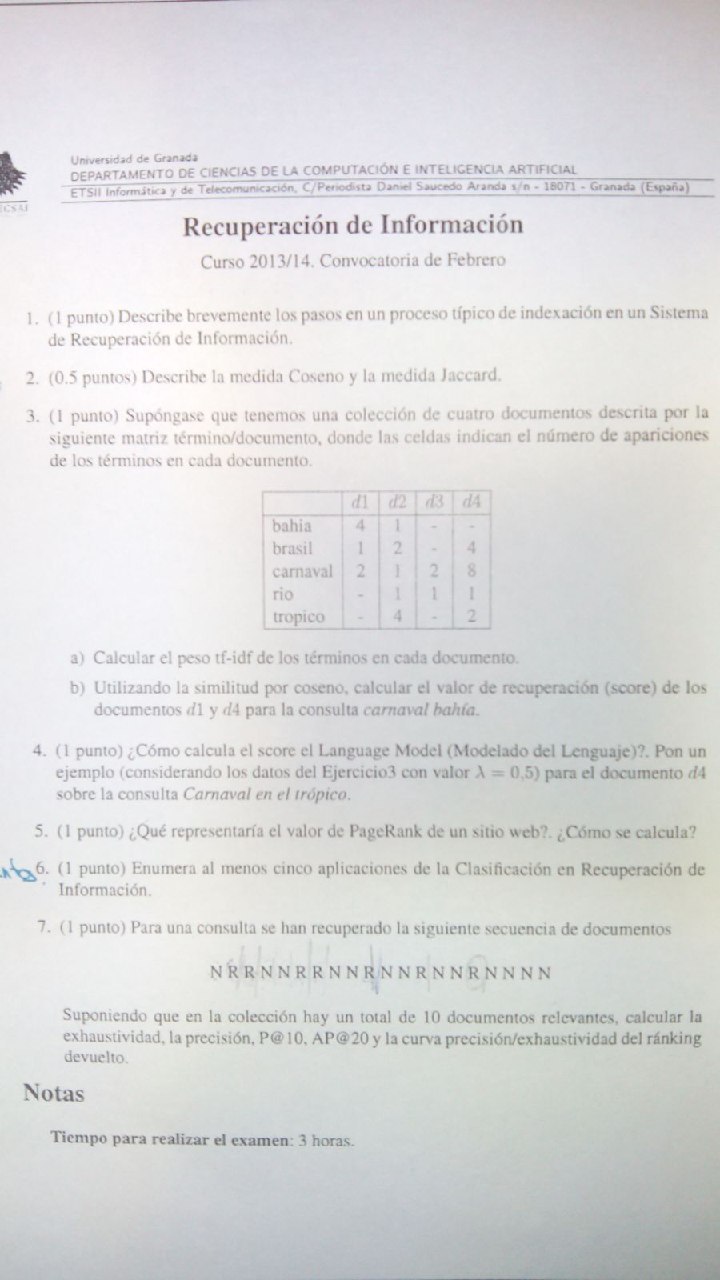 Universidad de Granada
DEPARTAMENTO DE CIENCIAS DE LA COMPUTACIÓN E INTELIGENCIA ARTIFICIAL
ETSII Informática y de Telecomunicación, C/Periodista Daniel Saucedo Aranda s/n - 18071 - Granada (España)
Recuperación de Información
Curso 2013/14. Convocatoria de Febrero
1. (1 punto) Describe brevemente los pasos en un proceso típico de indexación en un Sistema
de Recuperación de Información.
2. (0.5 puntos) Describe la medida Coseno y la medida Jaccard.
3. (1 punto) Supóngase que tenemos una colección de cuatro documentos descrita por la
siguiente matriz término/documento, donde las celdas indican el número de apariciones
de los términos en cada documento.
d1 d2 d3 d4
bahia 4 1 - -
brasil 1 2 - 4
carnaval 2 1 2 8
rio - 1 1 1
tropico - 4 - 2
a) Calcular el peso tf-idf de los términos en cada documento.
b) Utilizando la similitud por coseno, calcular el valor de recuperación (score) de los
documentos d1 y d4 para la consulta carnaval bahía.
4. (1 punto) ¿Cómo calcula el score el Language Model (Modelado del Lenguaje)?. Pon un
ejemplo (considerando los datos del Ejercicio3 con valor λ = 0,5) para el documento d4
sobre la consulta Carnaval en el trópico.
5. (1 punto) ¿Qué representaría el valor de PageRank de un sitio web?. ¿Cómo se calcula?
6. (1 punto) Enumera al menos cinco aplicaciones de la Clasificación en Recuperación de
Información.
7. (1 punto) Para una consulta se han recuperado la siguiente secuencia de documentos
N R R N N R R N N R N N R N N R N N N N
Suponiendo que en la colección hay un total de 10 documentos relevantes, calcular la
exhaustividad, la precisión, P@10, AP@20 y la curva precisión/exhaustividad del ránking
devuelto.
Notas
Tiempo para realizar el examen: 3 horas.